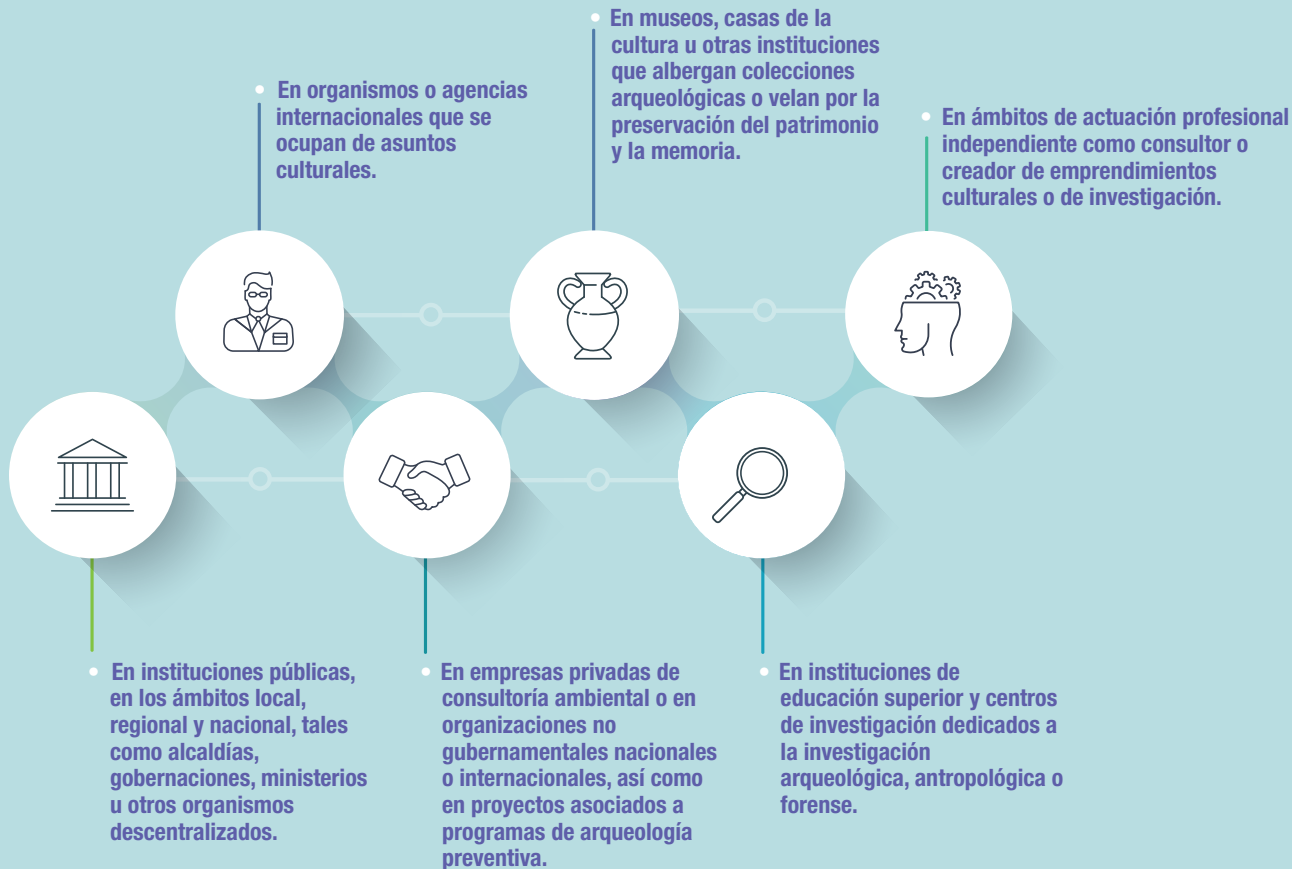 En museos, casas de la
cultura u otras instituciones
que albergan colecciones
arqueológicas o velan por la
preservación del patrimonio
y la memoria.
En organismos o agencias
internacionales que se
ocupan de asuntos
culturales.
En ámbitos de actuación profesional
independiente como consultor o
creador de emprendimientos
culturales o de investigación.
En instituciones públicas,
en los ámbitos local,
regional y nacional, tales
como alcaldías,
gobernaciones, ministerios
u otros organismos
descentralizados.
En empresas privadas de
consultoría ambiental o en
organizaciones no
gubernamentales nacionales
o internacionales, así como
en proyectos asociados a
programas de arqueología
preventiva.
En instituciones de
educación superior y centros
de investigación dedicados a
la investigación
arqueológica, antropológica o
forense.